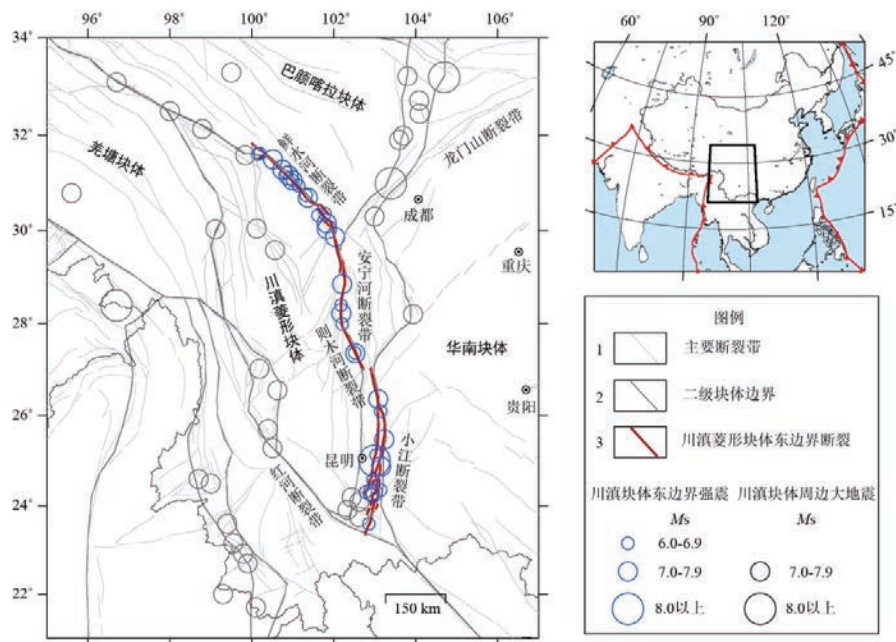 96° 98° 100° 102° 104° 106°
34°
32°
30°
28°
26°
24°
22°
巴颜喀拉块体
羌塘块体
鲜水河断裂带
龙门山断裂带
成都
重庆
安宁河断裂带
川滇菱形块体
则木河断裂带
华南块体
贵阳
小江断裂带
昆明
红河断裂带
150 km
60° 90° 120°
45°
30°
15°
图例
1 主要断裂带
2 二级块体边界
3 川滇菱形块体东边界断裂
川滇块体东边界强震 川滇块体周边大地震
Ms Ms
6.0-6.9
7.0-7.9 7.0-7.9
8.0以上 8.0以上